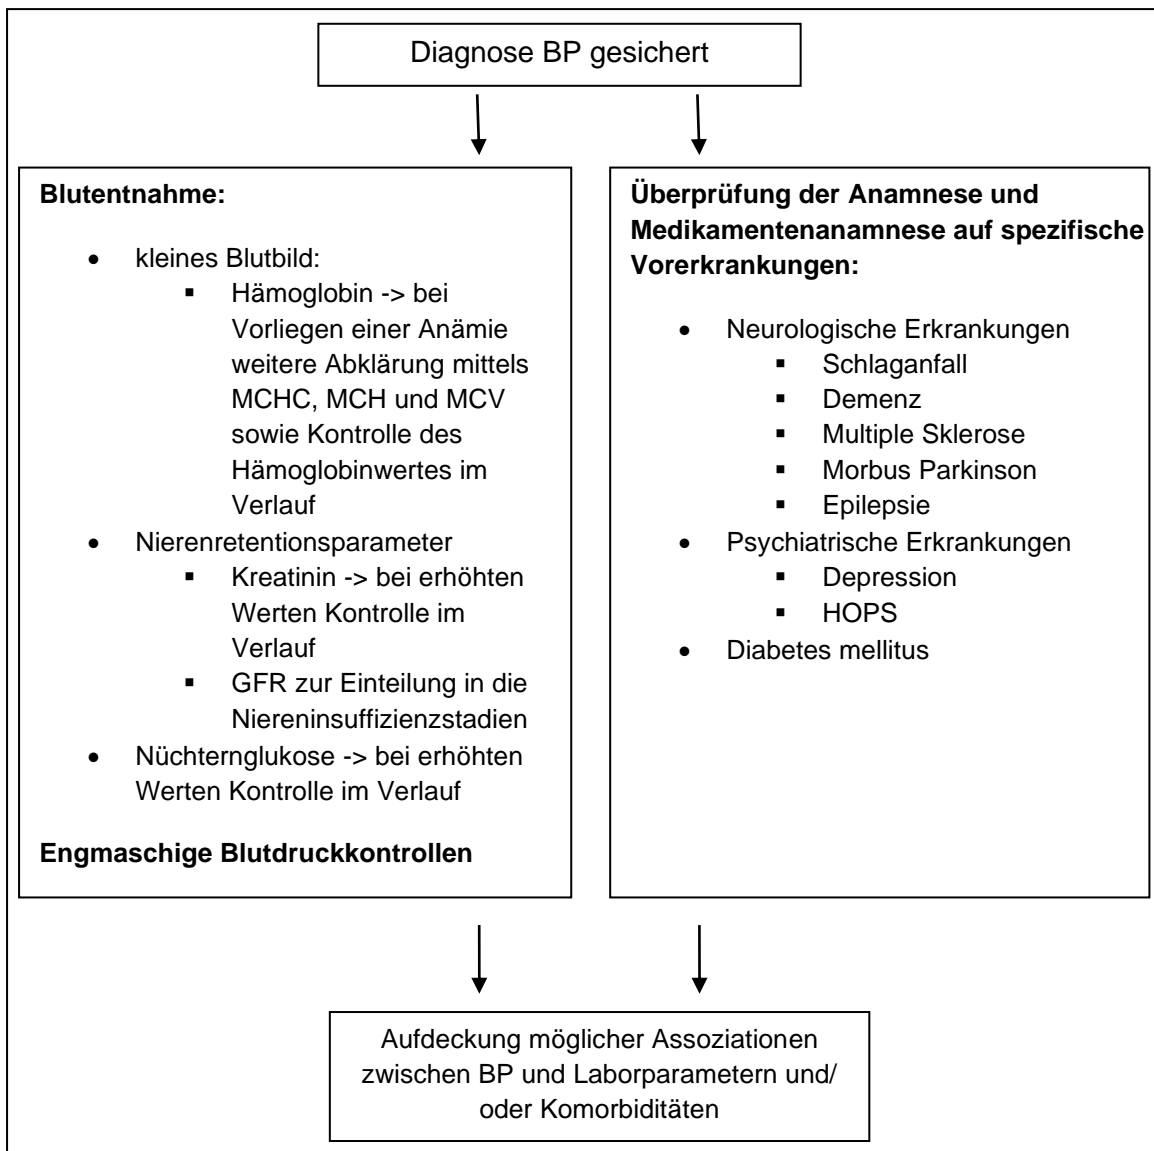 Diagnose BP gesichert
Blutentnahme:
• kleines Blutbild:
▪ Hämoglobin -> bei
Vorliegen einer Anämie
weitere Abklärung mittels
MCHC, MCH und MCV
sowie Kontrolle des
Hämoglobinwertes im
Verlauf
• Nierenretentionsparameter
▪ Kreatinin -> bei erhöhten
Werten Kontrolle im
Verlauf
▪ GFR zur Einteilung in die
Niereninsuffizienzstadien
• Nüchternglukose -> bei erhöhten
Werten Kontrolle im Verlauf
Engmaschige Blutdruckkontrollen
Überprüfung der Anamnese und
Medikamentenanamnese auf spezifische
Vorerkrankungen:
• Neurologische Erkrankungen
▪ Schlaganfall
▪ Demenz
▪ Multiple Sklerose
▪ Morbus Parkinson
▪ Epilepsie
• Psychiatrische Erkrankungen
▪ Depression
▪ HOPS
• Diabetes mellitus
Aufdeckung möglicher Assoziationen
zwischen BP und Laborparametern und/
oder Komorbiditäten